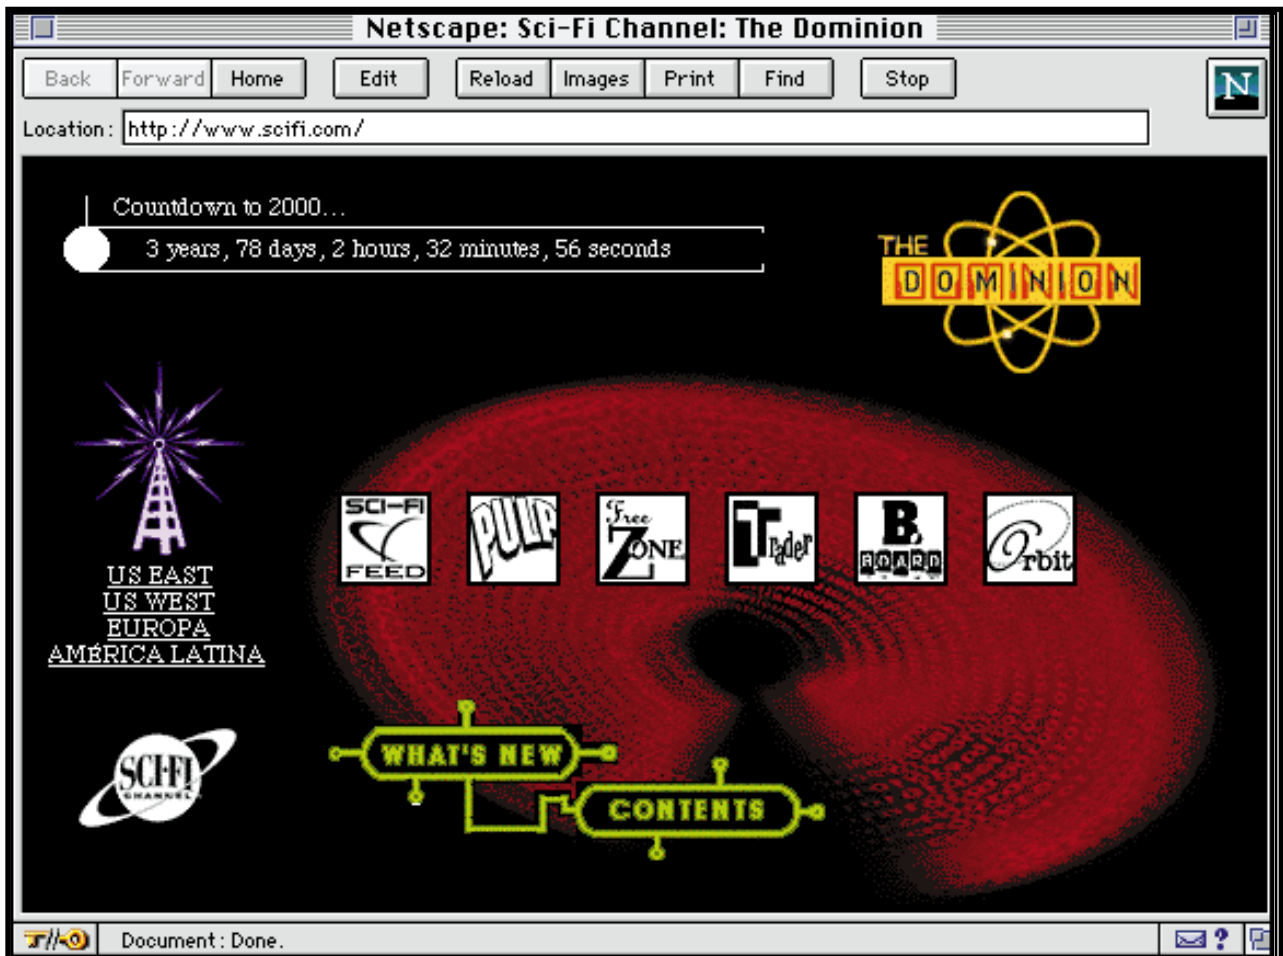 Netscape: Sci-Fi Channel: The Dominion
Back Forward Home Edit Reload Images Print Find Stop
N
Location: http://www.scifi.com/
Countdown to 2000...
3 years, 78 days, 2 hours, 32 minutes, 56 seconds
THE
DOMINION
SCI-FI
FEED
PULP
Free
ZONE
Trader
B.
BOARD
Orbit
US EAST
US WEST
EUROPA
AMÉRICA LATINA
SCI-FI
CHANNEL
WHAT'S NEW
CONTENTS
Document: Done.
?